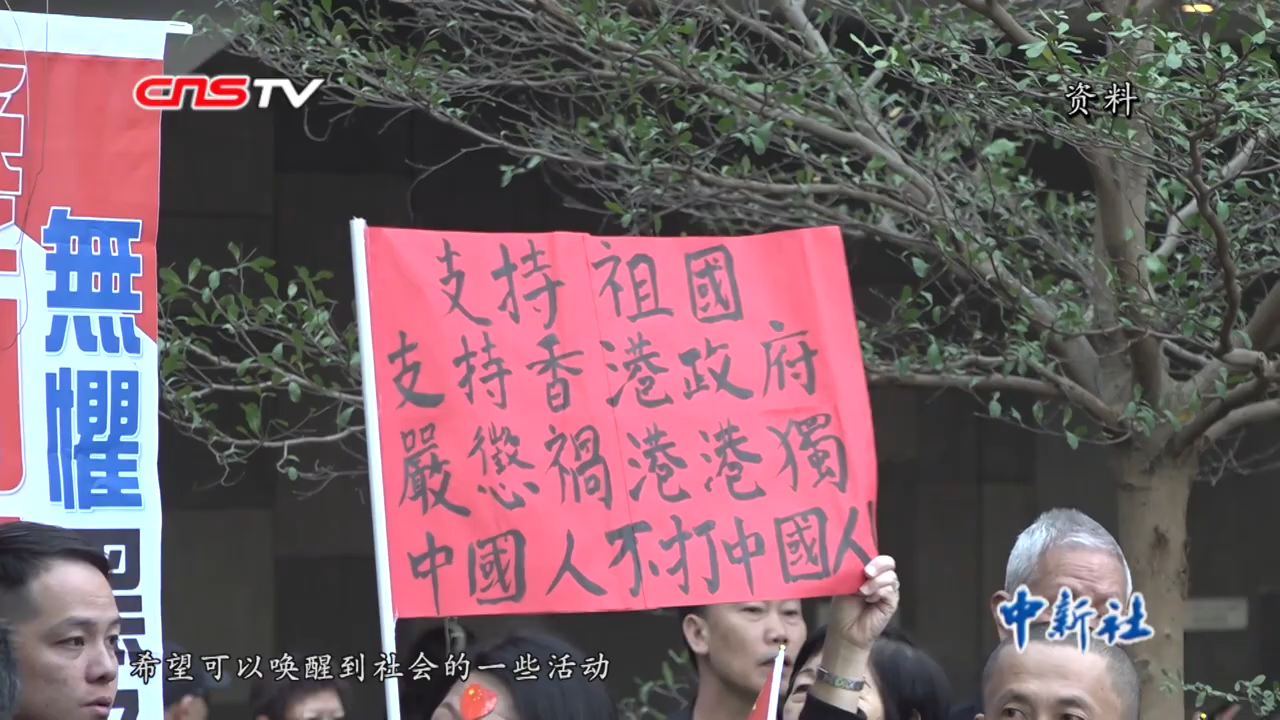 CNSTV
资料
無懼
支持祖國
支持香港政府
嚴懲禍港港獨
中國人不打中國人!
中新社
希望可以唤醒到社会的一些活动